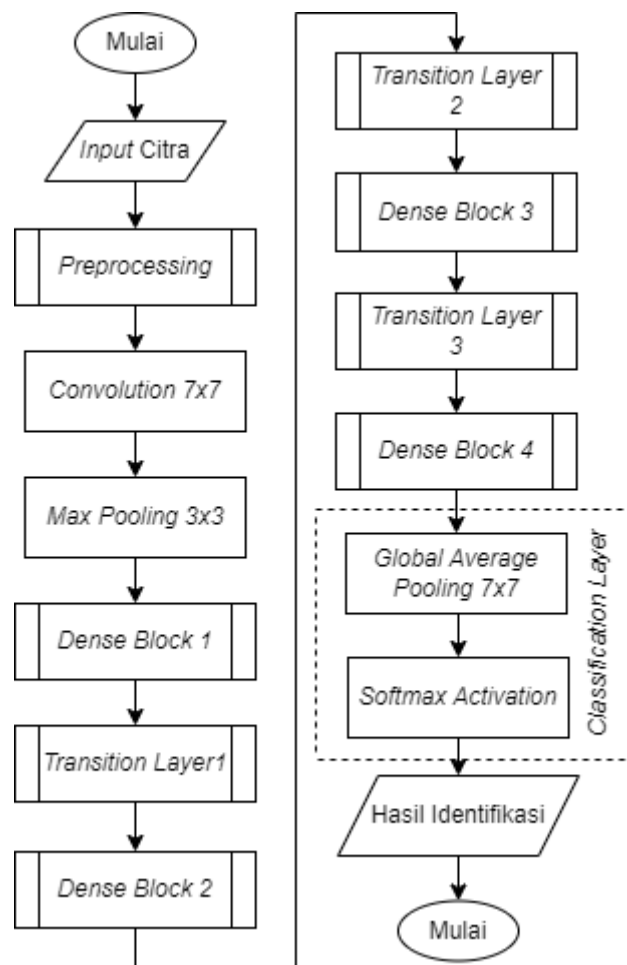 Mulai
Input Citra
Preprocessing
Convolution 7x7
Max Pooling 3x3
Dense Block 1
Transition Layer1
Dense Block 2
Transition Layer
2
Dense Block 3
Transition Layer
3
Dense Block 4
Global Average
Pooling 7x7
Softmax Activation
Classification Layer
Hasil Identifikasi
Mulai